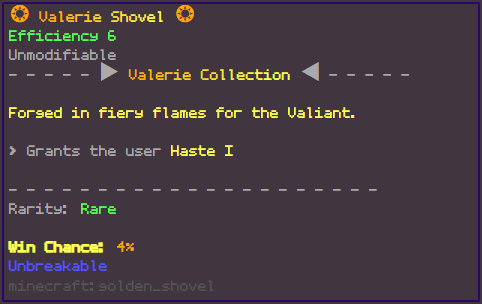 Valerie Shovel
Efficiency 6
Unmodifiable
- - - - - ▶ Valerie Collection ◀ - - - - -
Forged in fiery flames for the Valiant.
> Grants the user Haste I
- - - - - - - - - - - - - - - - - - - - - - -
Rarity: Rare
Win Chance: 4%
Unbreakable
minecraft:golden_shovel